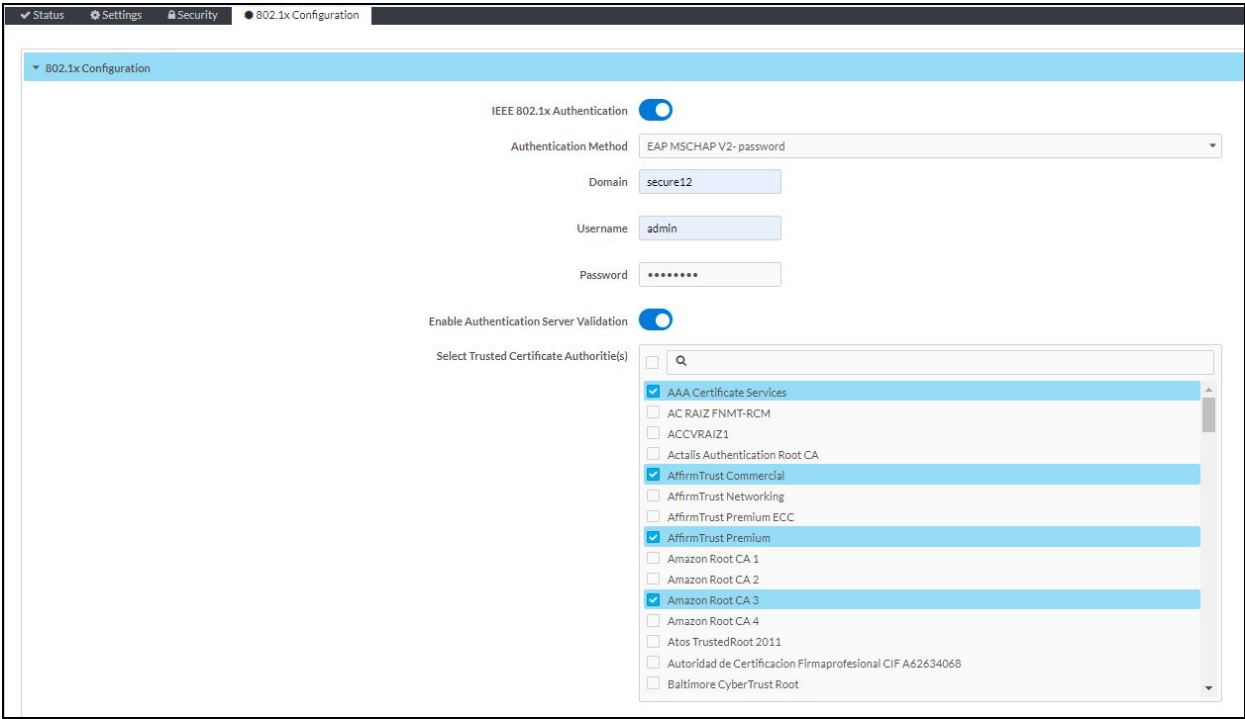 Status Settings Security 802.1x Configuration
802.1x Configuration
IEEE 802.1x Authentication
Authentication Method EAP MSCHAP V2- password
Domain secure12
Username admin
Password ••••••••
Enable Authentication Server Validation
Select Trusted Certificate Authoritie(s)
AAA Certificate Services
AC RAIZ FNMT-RCM
ACCVRAIZ1
Actalis Authentication Root CA
AffirmTrust Commercial
AffirmTrust Networking
AffirmTrust Premium ECC
AffirmTrust Premium
Amazon Root CA 1
Amazon Root CA 2
Amazon Root CA 3
Amazon Root CA 4
Atos TrustedRoot 2011
Autoridad de Certificacion Firmaprofesional CIF A62634068
Baltimore CyberTrust Root